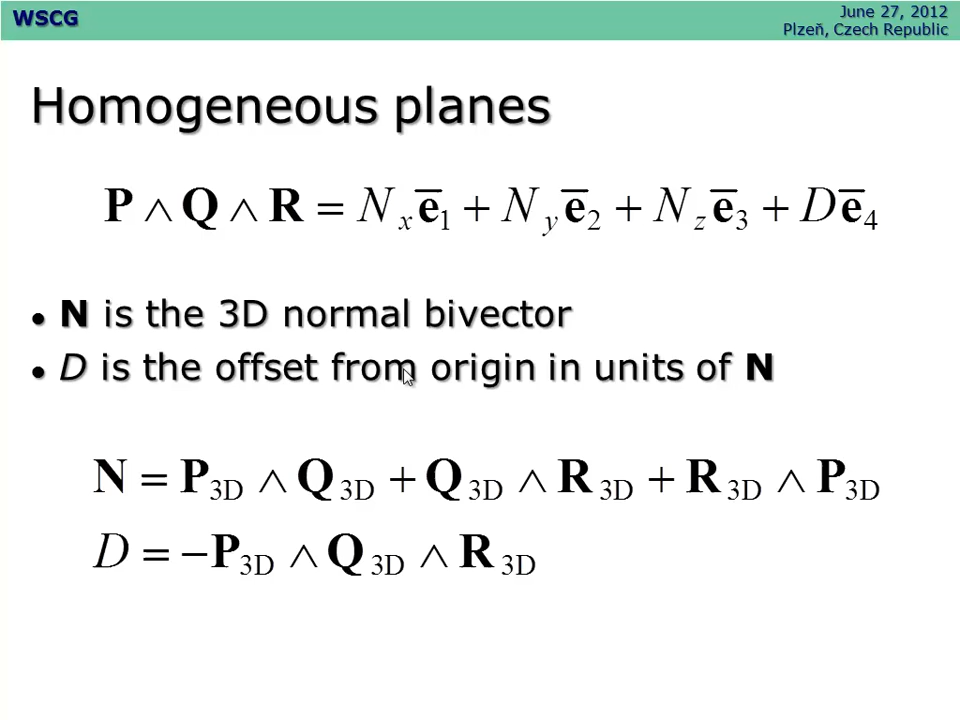 WSCG
June 27, 2012
Plzeň, Czech Republic
Homogeneous planes
P ∧ Q ∧ R = N_x e̅_1 + N_y e̅_2 + N_z e̅_3 + D e̅_4
• N is the 3D normal bivector
• D is the offset from origin in units of N
N = P_3D ∧ Q_3D + Q_3D ∧ R_3D + R_3D ∧ P_3D
D = −P_3D ∧ Q_3D ∧ R_3D